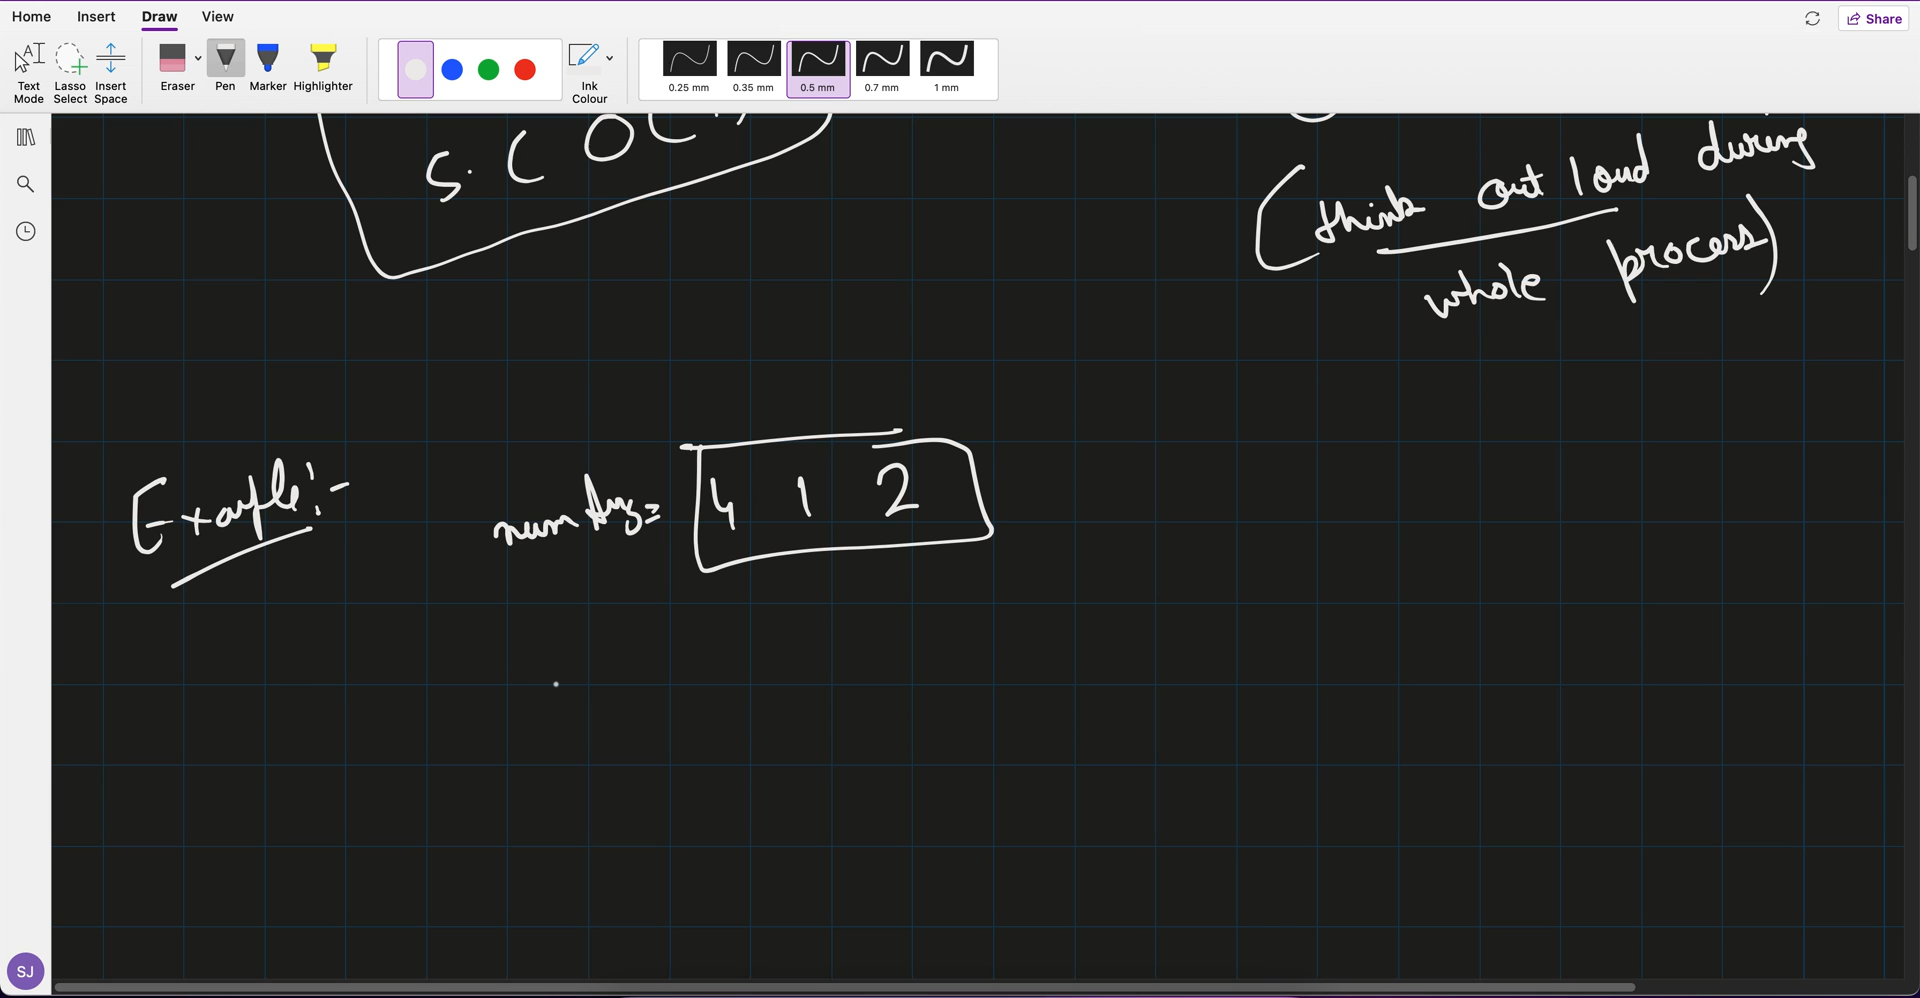 Home Insert Draw View
Share
Text Mode
Lasso Select
Insert Space
Eraser
Pen
Marker
Highlighter
Ink Colour
0.25 mm
0.35 mm
0.5 mm
0.7 mm
1 mm
S. C O(
(think out loud during
whole process)
Example:-
num =
4 1 2
SJ